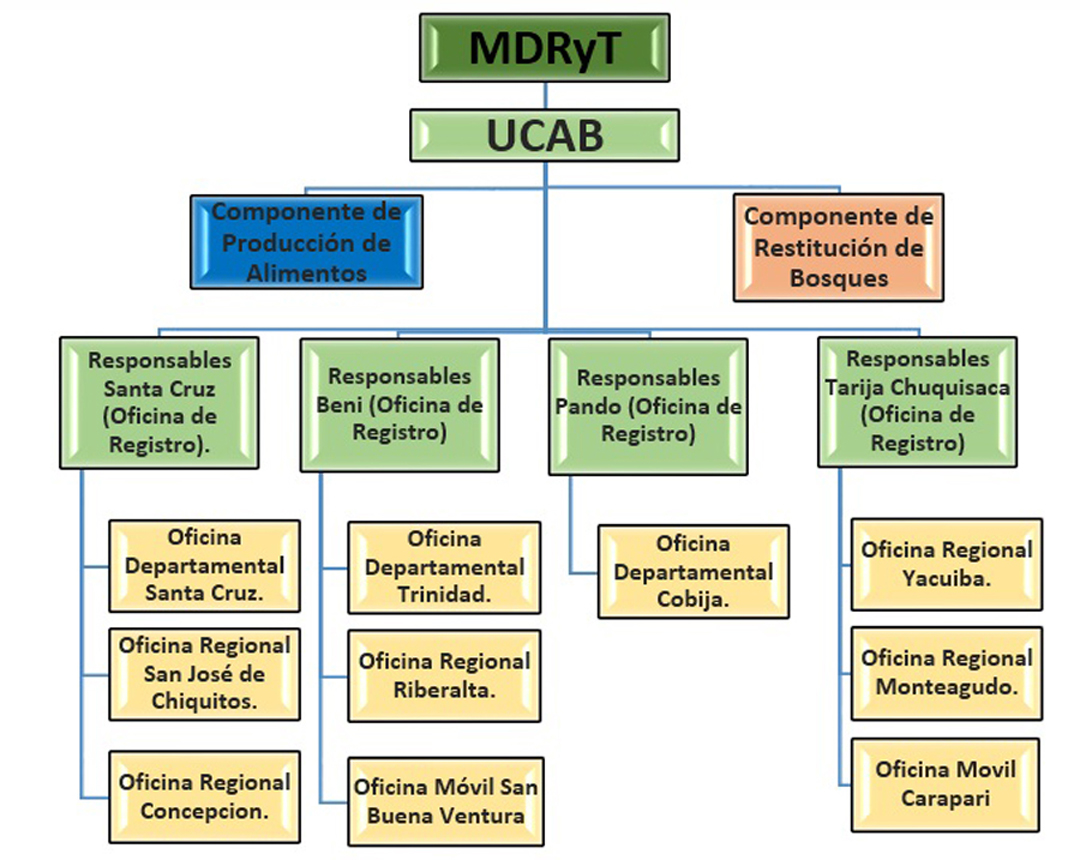 MDRyT
UCAB
Componente de
Producción de
Alimentos
Componente de
Restitución de
Bosques
Responsables
Santa Cruz
(Oficina de
Registro).
Responsables
Beni (Oficina de
Registro)
Responsables
Pando (Oficina de
Registro)
Responsables
Tarija Chuquisaca
(Oficina de
Registro)
Oficina
Departamental
Santa Cruz.
Oficina Regional
San José de
Chiquitos.
Oficina Regional
Concepcion.
Oficina
Departamental
Trinidad.
Oficina Regional
Riberalta.
Oficina Móvil San
Buena Ventura
Oficina
Departamental
Cobija.
Oficina Regional
Yacuiba.
Oficina Regional
Monteagudo.
Oficina Movil
Carapari